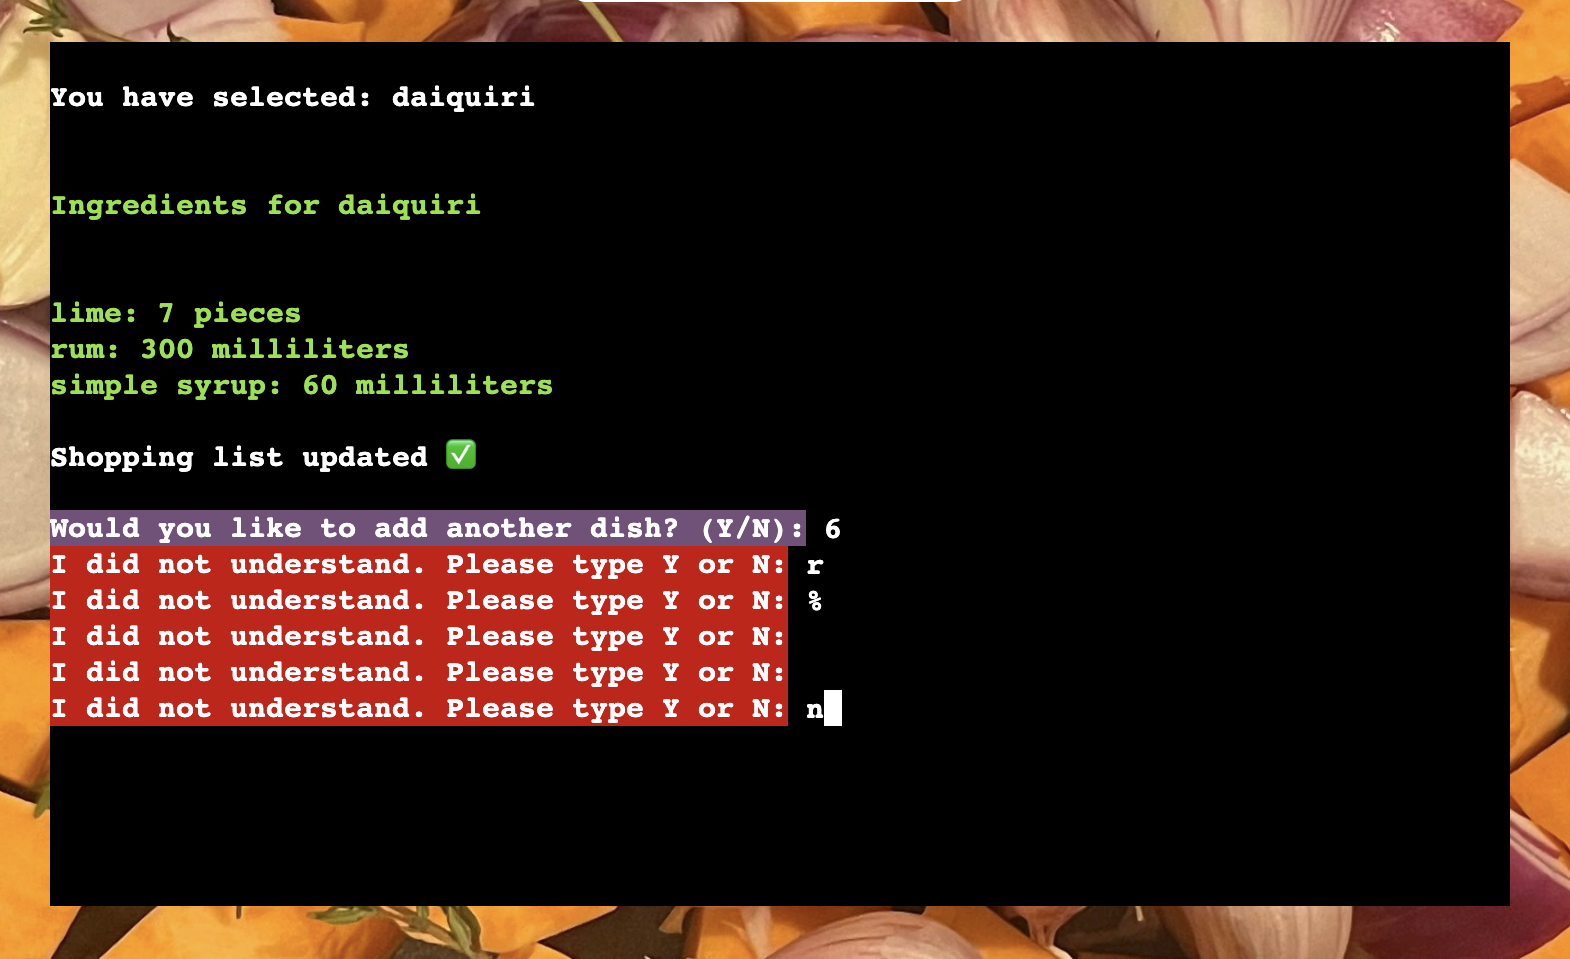 You have selected: daiquiri
Ingredients for daiquiri
lime: 7 pieces
rum: 300 milliliters
simple syrup: 60 milliliters
Shopping list updated ✅
Would you like to add another dish? (Y/N): 6
I did not understand. Please type Y or N: r
I did not understand. Please type Y or N: %
I did not understand. Please type Y or N:
I did not understand. Please type Y or N:
I did not understand. Please type Y or N: n